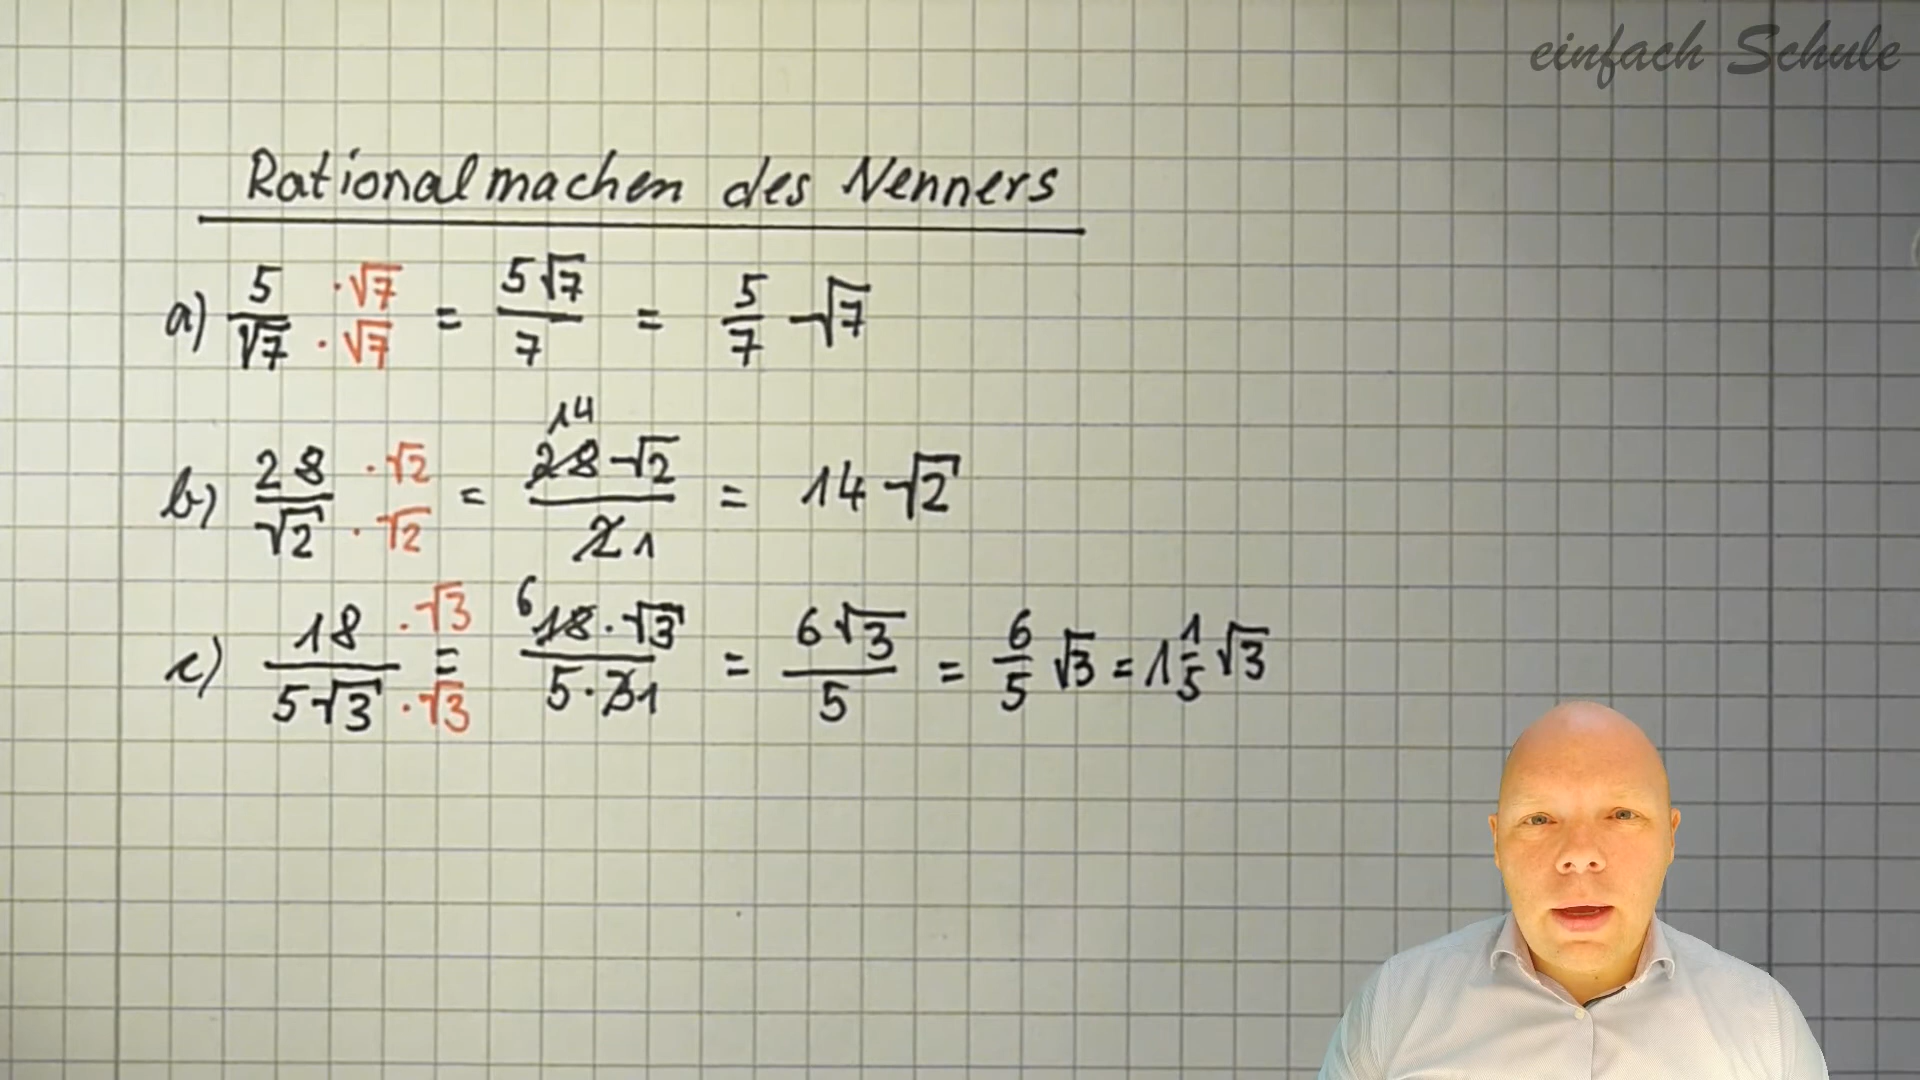 einfach Schule
Rationalmachen des Nenners
a) 5/√7 ·√7/·√7 = 5√7/7 = 5/7 √7
b) 28/√2 ·√2/·√2 = 28√2/2 14 1 = 14√2
c) 18/5√3 ·√3/·√3 = 6 18·√3/5·3 1 = 6√3/5 = 6/5 √3 = 1 1/5 √3